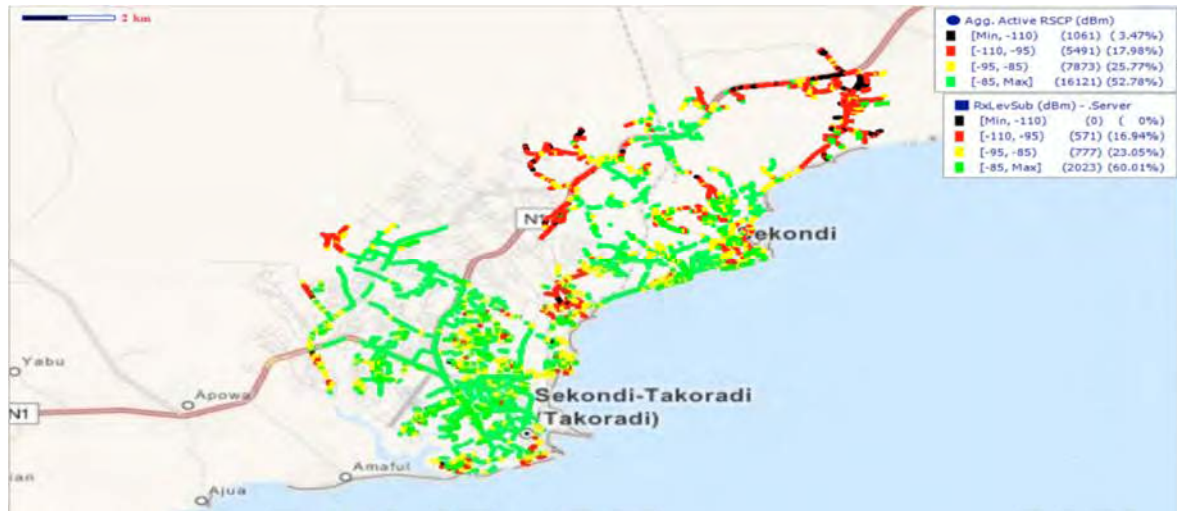 2 km
Agg. Active RSCP (dBm)
[Min, -110) (1061) ( 3.47%)
[-110, -95) (5491) (17.98%)
[-95, -85) (7873) (25.77%)
[-85, Max] (16121) (52.78%)
RxLevSub (dBm) - .Server
[Min, -110) (0) ( 0%)
[-110, -95) (571) (16.94%)
[-95, -85) (777) (23.05%)
[-85, Max] (2023) (60.01%)
N1
Sekondi
Yabu
Apowa
Sekondi-Takoradi
(Takoradi)
N1
Amaful
ian
Ajua